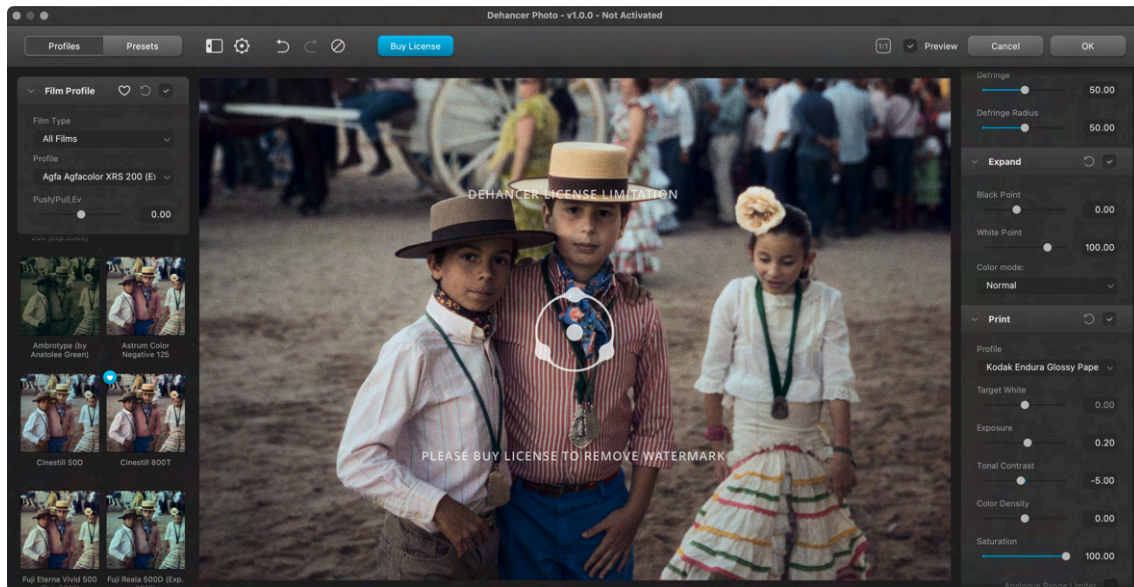 Dehancer Photo - v1.0.0 - Not Activated
Profiles
Presets
Buy License
1:1
Preview
Cancel
OK
Film Profile
Film Type
All Films
Profile
Agfa Agfacolor XRS 200 (E
Push/Pull,Ev
0.00
Ambrotype (by
Anatolee Green)
Astrum Color
Negative 125
Cinestill 50D
Cinestill 800T
Fuji Eterna Vivid 500
Fuji Reala 500D (Exp.
DEHANCER LICENSE LIMITATION
PLEASE BUY LICENSE TO REMOVE WATERMARK
Defringe
50.00
Defringe Radius
50.00
Expand
Black Point
0.00
White Point
100.00
Color mode:
Normal
Print
Profile
Kodak Endura Glossy Pape
Target White
0.00
Exposure
0.20
Tonal Contrast
-5.00
Color Density
0.00
Saturation
100.00
Analogue Range Limiter